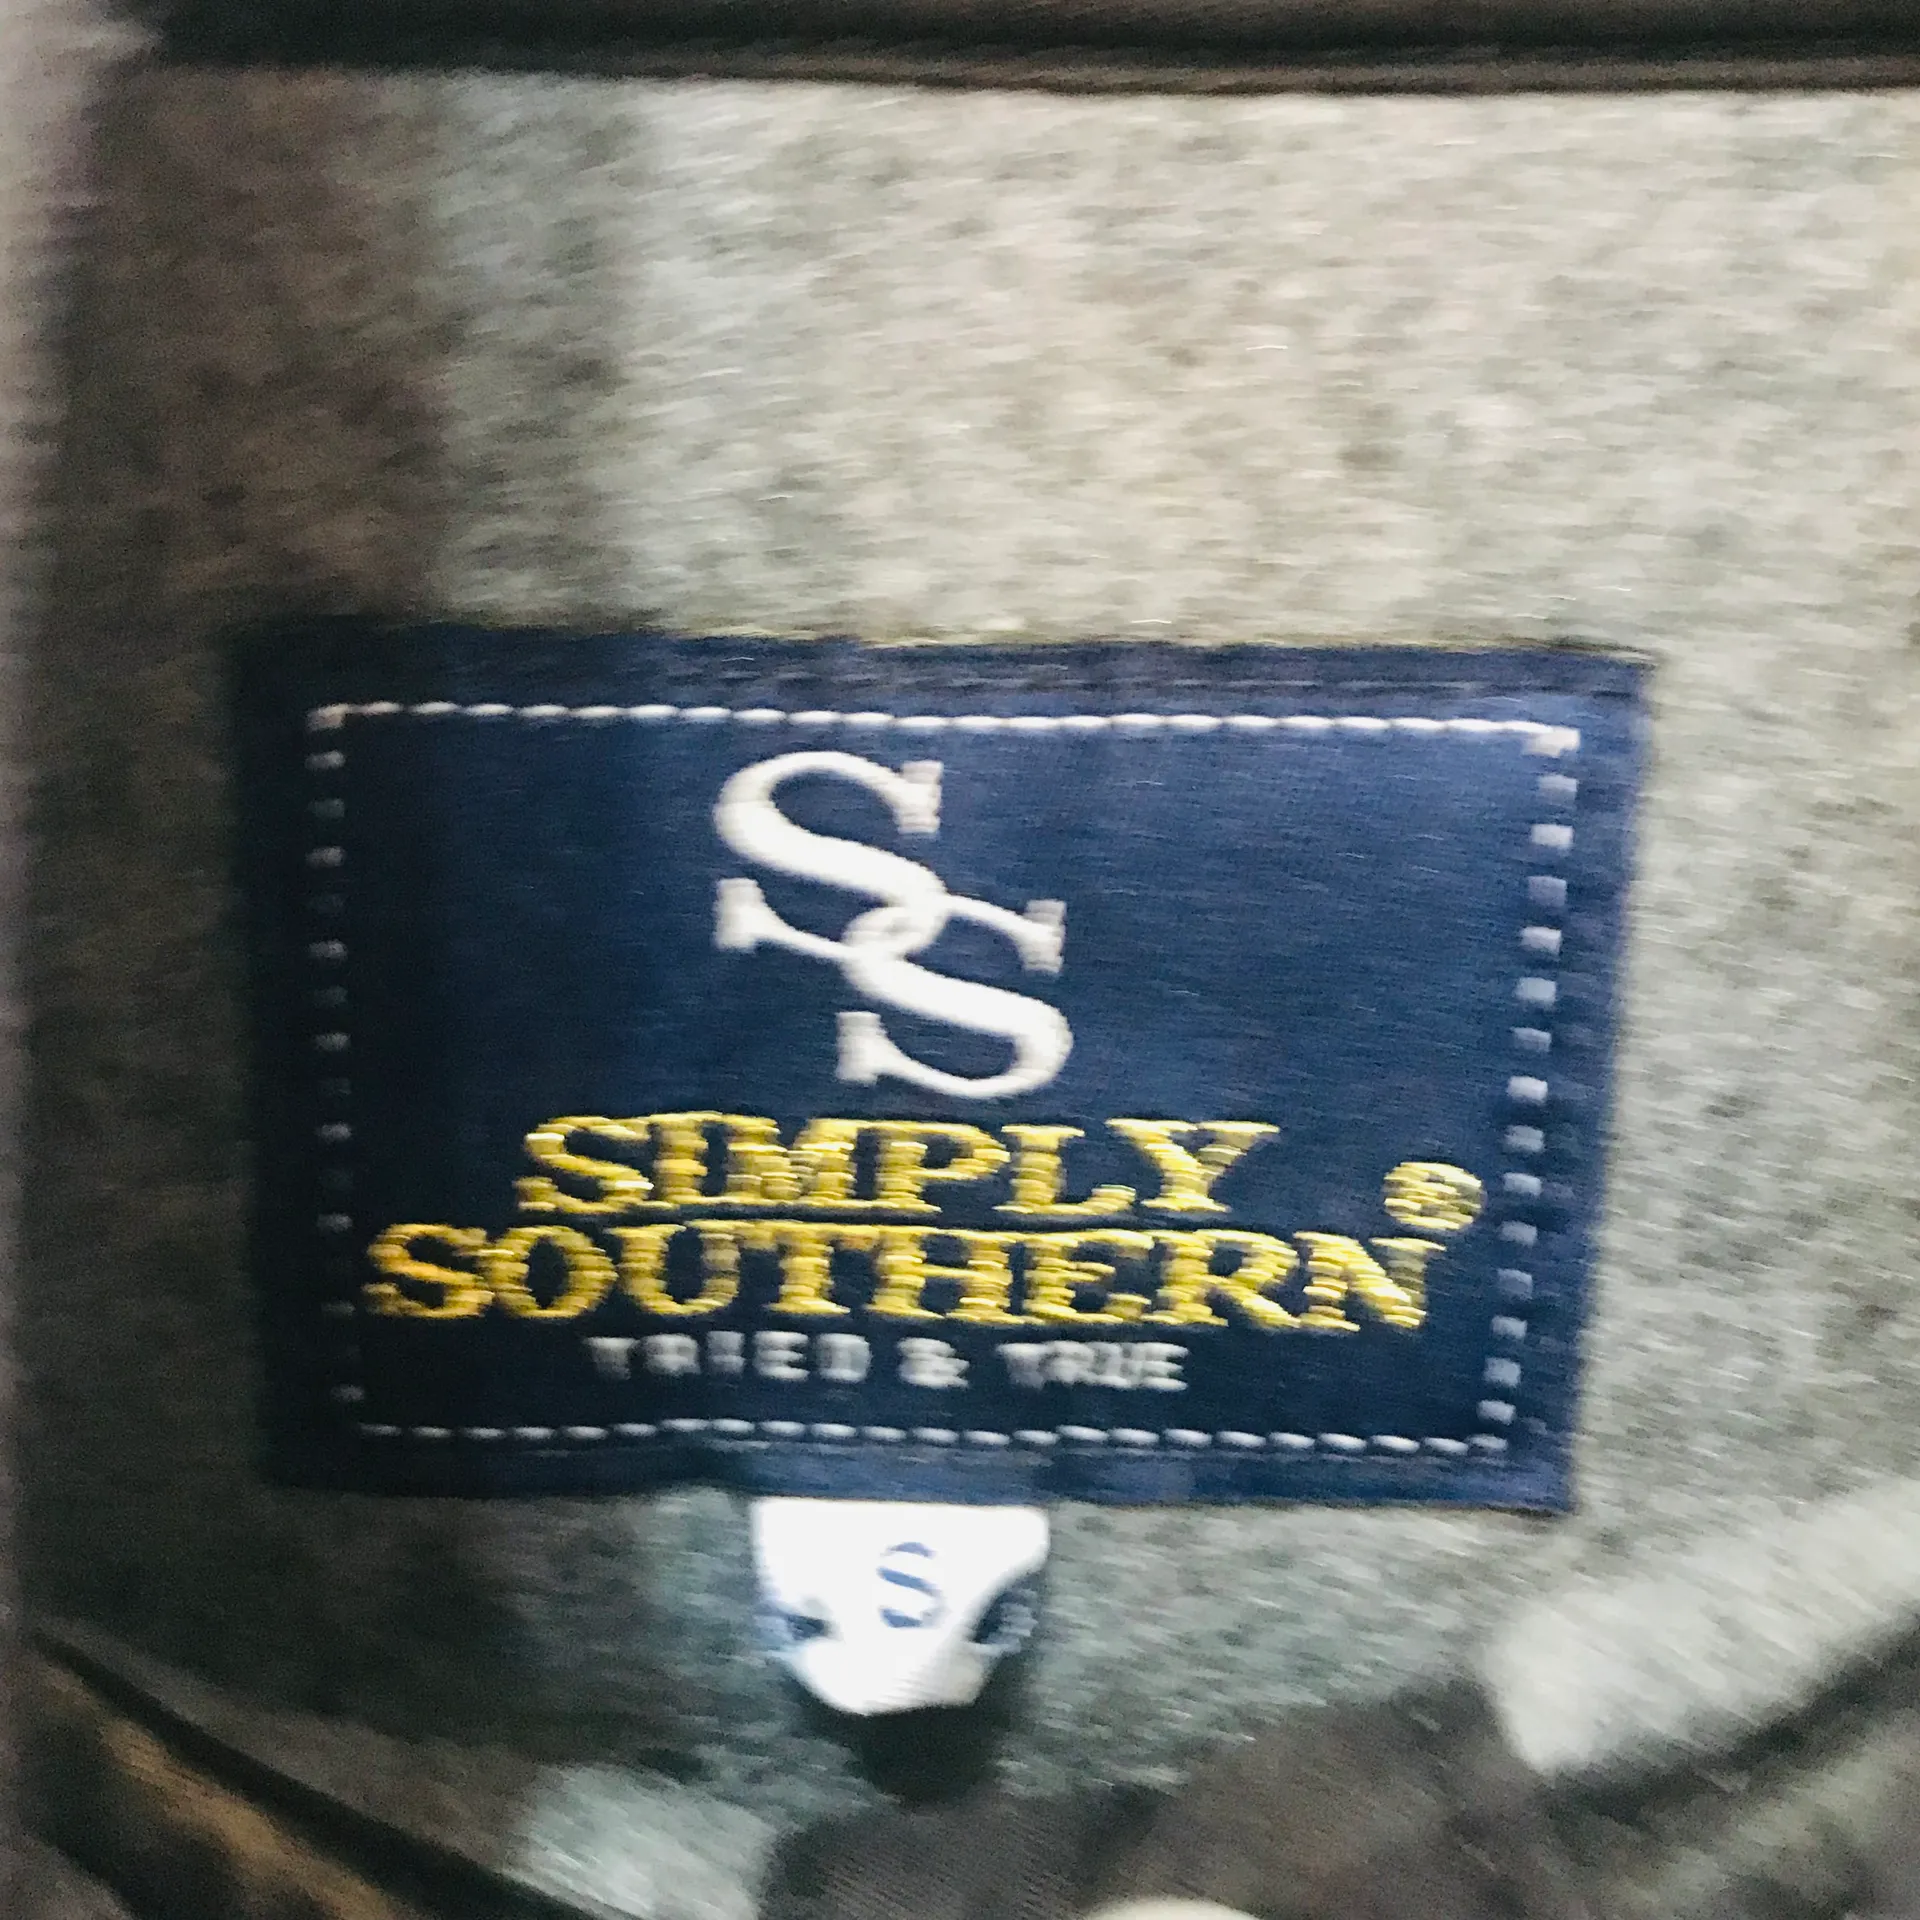 SS
SIMPLY
SOUTHERN®
TRIED & TRUE
S